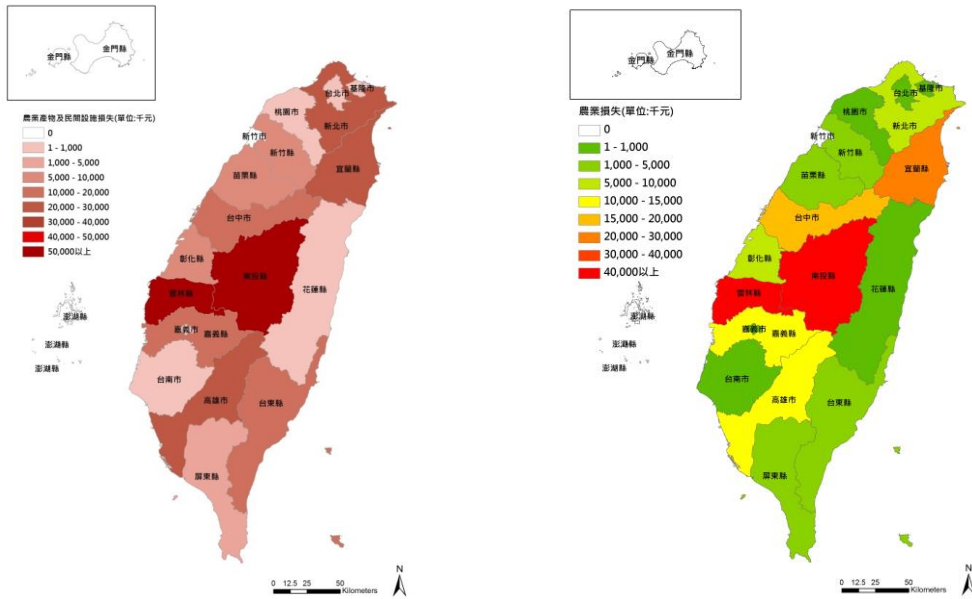 金門縣
金門縣
農業產物及民間設施損失(單位:千元)
0
1 - 1,000
1,000 - 5,000
5,000 - 10,000
10,000 - 20,000
20,000 - 30,000
30,000 - 40,000
40,000 - 50,000
50,000以上
台北市
基隆市
桃園市
新北市
新竹市
新竹縣
宜蘭縣
苗栗縣
台中市
彰化縣
南投縣
花蓮縣
雲林縣
澎湖縣
嘉義市
嘉義縣
澎湖縣
澎湖縣
台南市
高雄市
台東縣
屏東縣
0 12.5 25 50
Kilometers
N
金門縣
金門縣
農業損失(單位:千元)
0
1 - 1,000
1,000 - 5,000
5,000 - 10,000
10,000 - 15,000
15,000 - 20,000
20,000 - 30,000
30,000 - 40,000
40,000以上
台北市
基隆市
桃園市
新北市
新竹市
新竹縣
宜蘭縣
苗栗縣
台中市
彰化縣
南投縣
花蓮縣
雲林縣
澎湖縣
嘉義市
嘉義縣
澎湖縣
澎湖縣
台南市
高雄市
台東縣
屏東縣
0 12.5 25 50
Kilometers
N